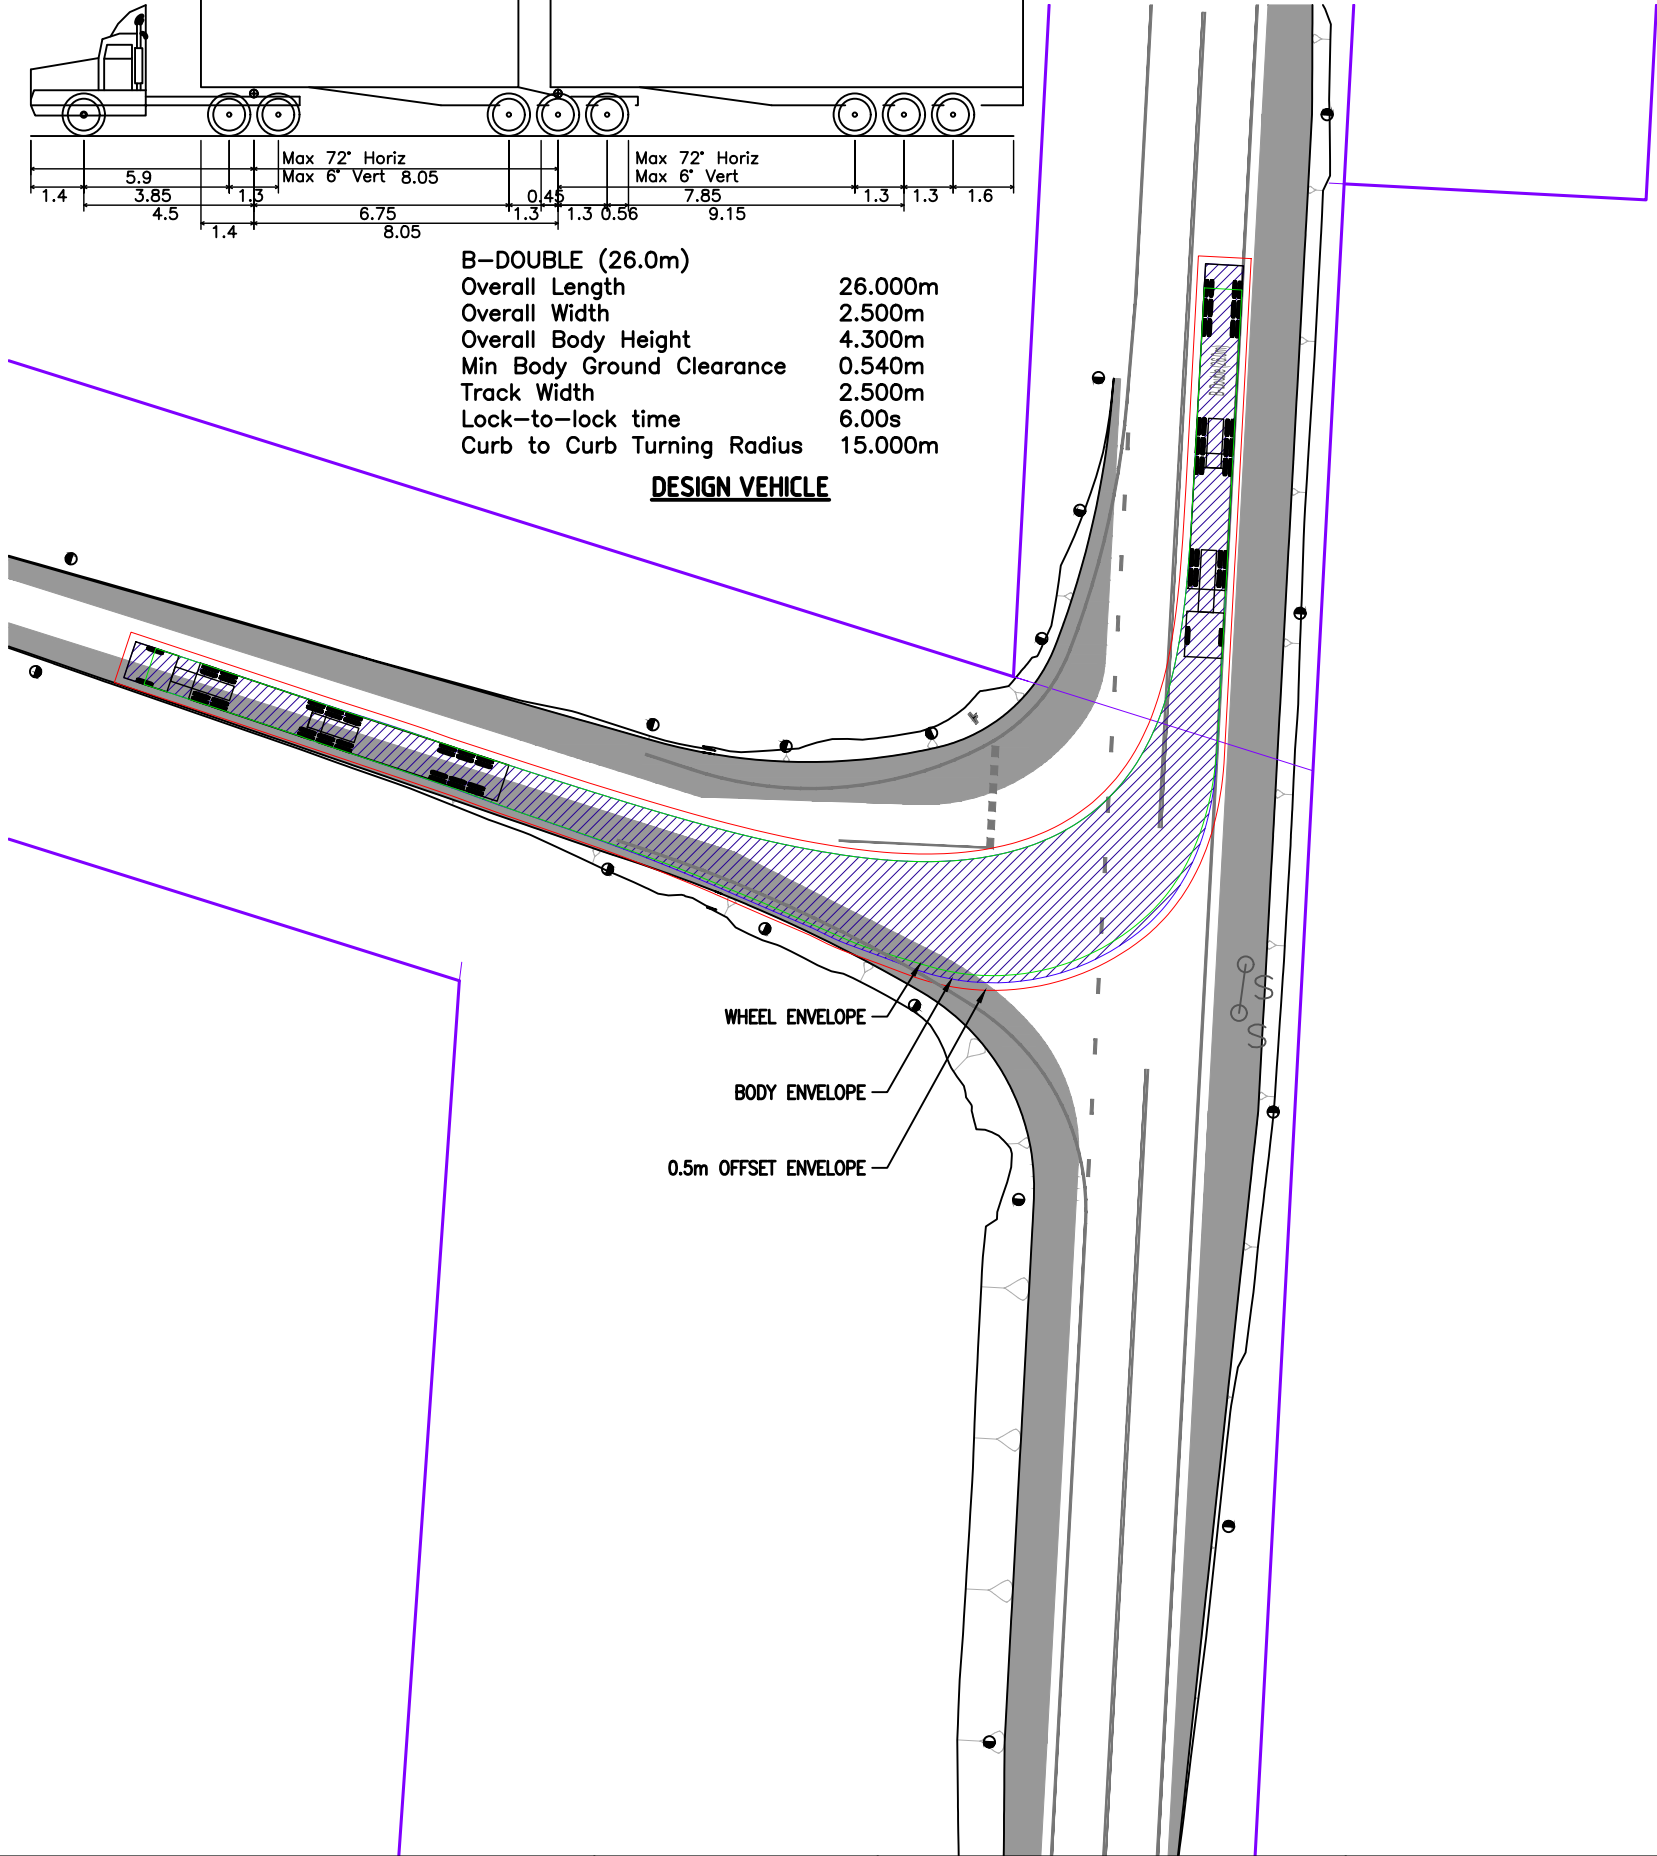 Max 72° Horiz
Max 72° Horiz
5.9
Max 6° Vert
8.05
Max 6° Vert
1.4
3.85
1.3
0.45
7.85
1.3
1.3
1.6
4.5
6.75
1.3
1.3
0.56
9.15
1.4
8.05
B-DOUBLE (26.0m)
Overall Length 26.000m
Overall Width 2.500m
Overall Body Height 4.300m
Min Body Ground Clearance 0.540m
Track Width 2.500m
Lock-to-lock time 6.00s
Curb to Curb Turning Radius 15.000m
DESIGN VEHICLE
S
S
WHEEL ENVELOPE
BODY ENVELOPE
0.5m OFFSET ENVELOPE